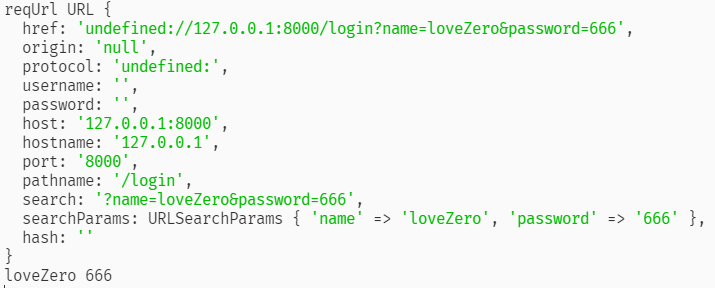 reqUrl URL {
  href: 'undefined://127.0.0.1:8000/login?name=loveZero&password=666',
  origin: 'null',
  protocol: 'undefined:',
  username: '',
  password: '',
  host: '127.0.0.1:8000',
  hostname: '127.0.0.1',
  port: '8000',
  pathname: '/login',
  search: '?name=loveZero&password=666',
  searchParams: URLSearchParams { 'name' => 'loveZero', 'password' => '666' },
  hash: ''
}
loveZero 666